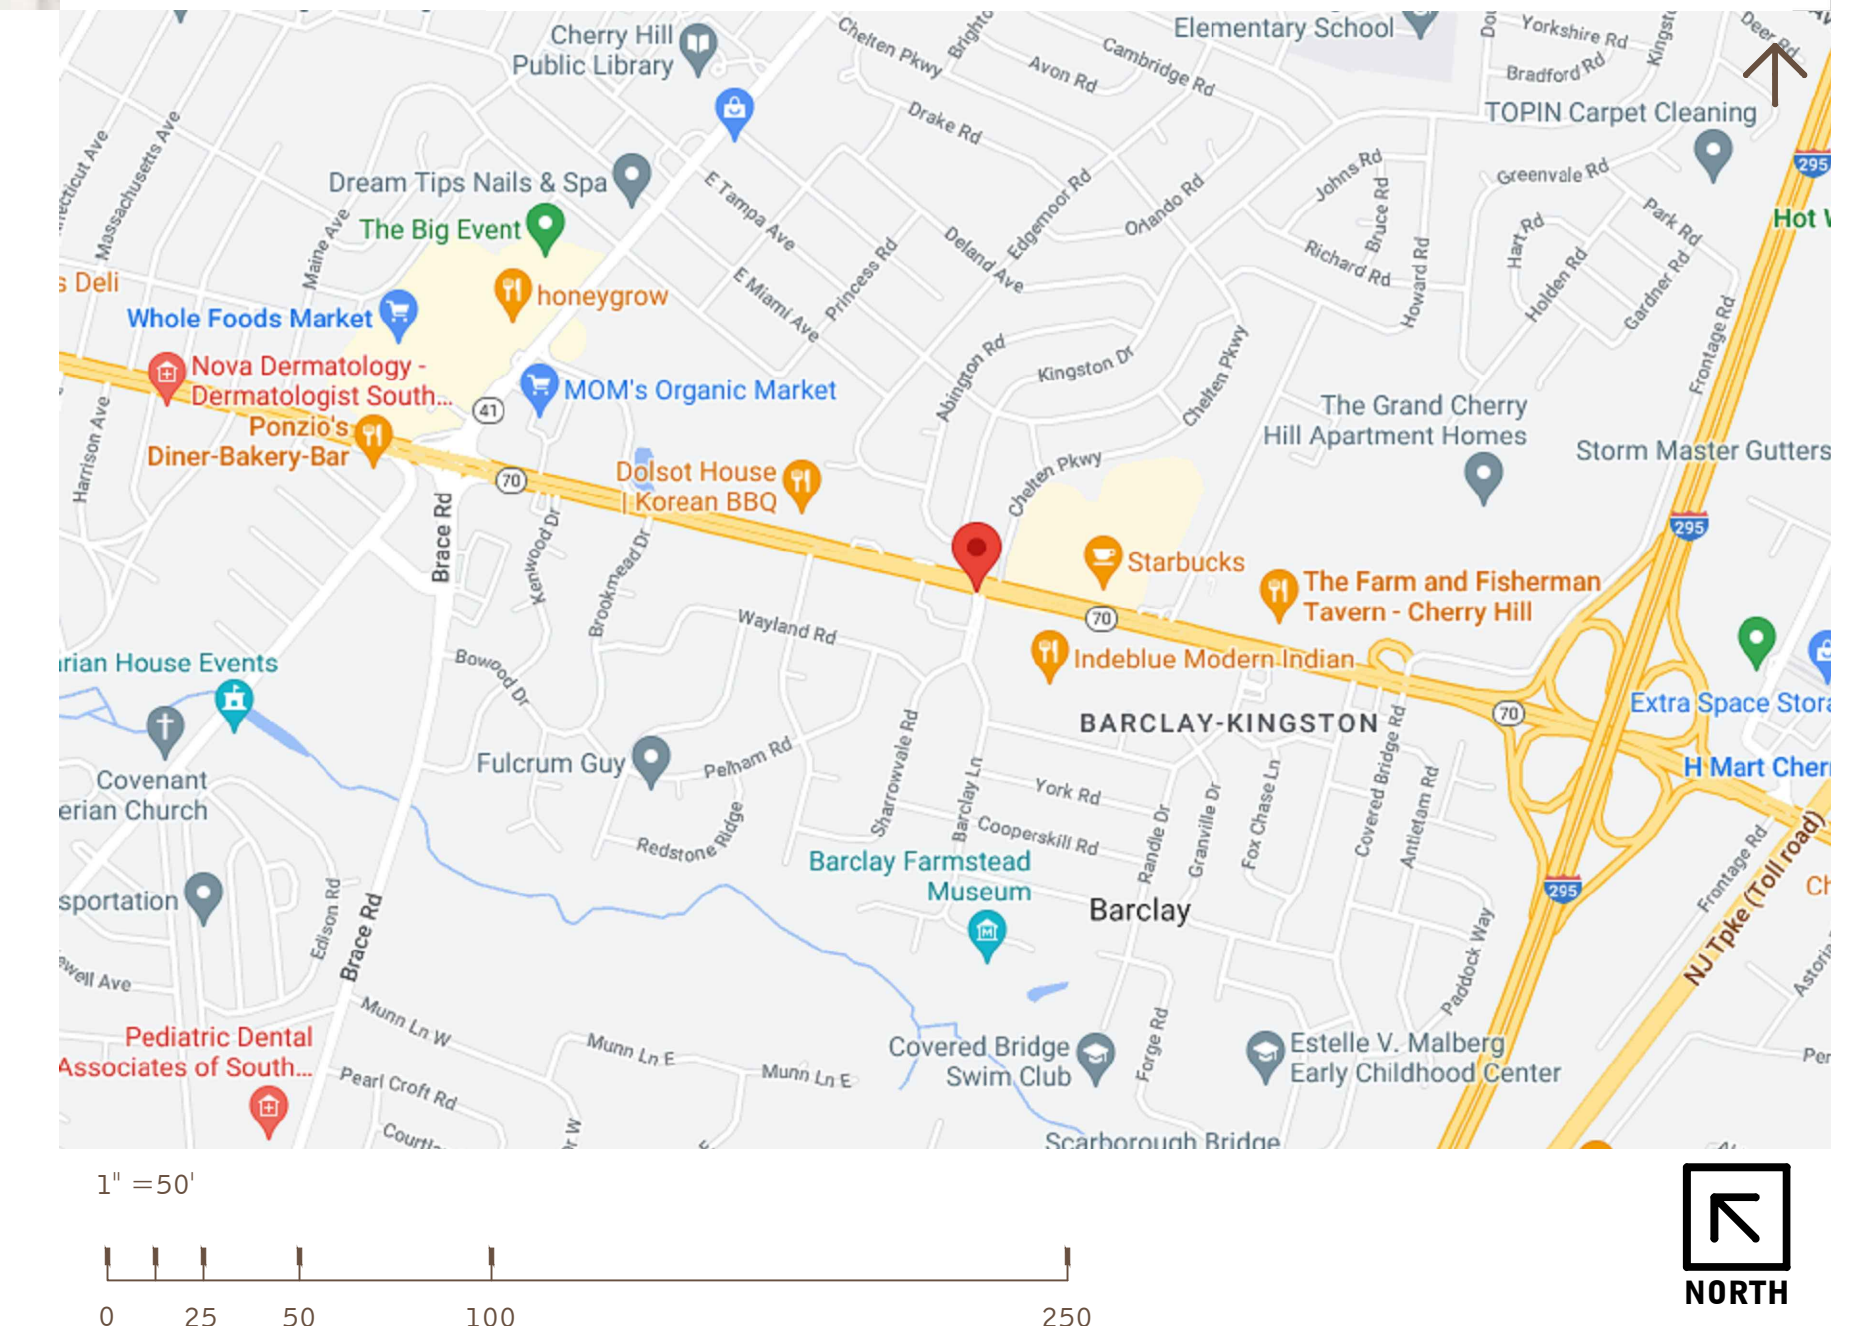 Cherry Hill
Public Library
Chelten Pkwy
Avon Rd
Cambridge Rd
Elementary School
Yorkshire Rd
Bradford Rd
Deer Rd
TOPIN Carpet Cleaning
295
Massachusetts Ave
Drake Rd
Dream Tips Nails & Spa
The Big Event
E Tampa Ave
Edgemoor Rd
Orlando Rd
Johns Rd
Bruce Rd
Greenvale Rd
Park Rd
Hot
Maine Ave
s Deli
honeygrow
Princess Rd
Deland Ave
Richard Rd
Howard Rd
Hart Rd
Holden Rd
Gardner Rd
Whole Foods Market
E Miami Ave
Frontage Rd
Nova Dermatology -
Dermatologist South...
MOM's Organic Market
Abington Rd
Kingston Dr
Chelten Pkwy
41
Ponzio's
Diner-Bakery-Bar
Harrison Ave
The Grand Cherry
Hill Apartment Homes
Storm Master Gutters
70
Dolsot House
| Korean BBQ
Chelten Pkwy
295
Brace Rd
Kenwood Dr
Brookmead Dr
Starbucks
The Farm and Fisherman
Tavern - Cherry Hill
70
Wayland Rd
Indeblue Modern Indian
rian House Events
Bowood Dr
Extra Space Stora
BARCLAY-KINGSTON
70
Covenant
erian Church
Fulcrum Guy
Pelham Rd
Sharrowvale Rd
Barclay Ln
York Rd
Covered Bridge Rd
H Mart Cher
Redstone Ridge
Cooperskill Rd
Randle Dr
Granville Dr
Fox Chase Ln
Antietam Rd
Frontage Rd
NJ Tpke (Toll road)
Barclay Farmstead
Museum
Barclay
295
Ch
sportation
Edison Rd
Brace Rd
Paddock Way
ewell Ave
Munn Ln W
Munn Ln E
Munn Ln E
Covered Bridge
Swim Club
Forge Rd
Estelle V. Malberg
Early Childhood Center
Pediatric Dental
Associates of South...
Pearl Croft Rd
Scarborough Bridge
1" =50'
0 25 50 100 250
NORTH